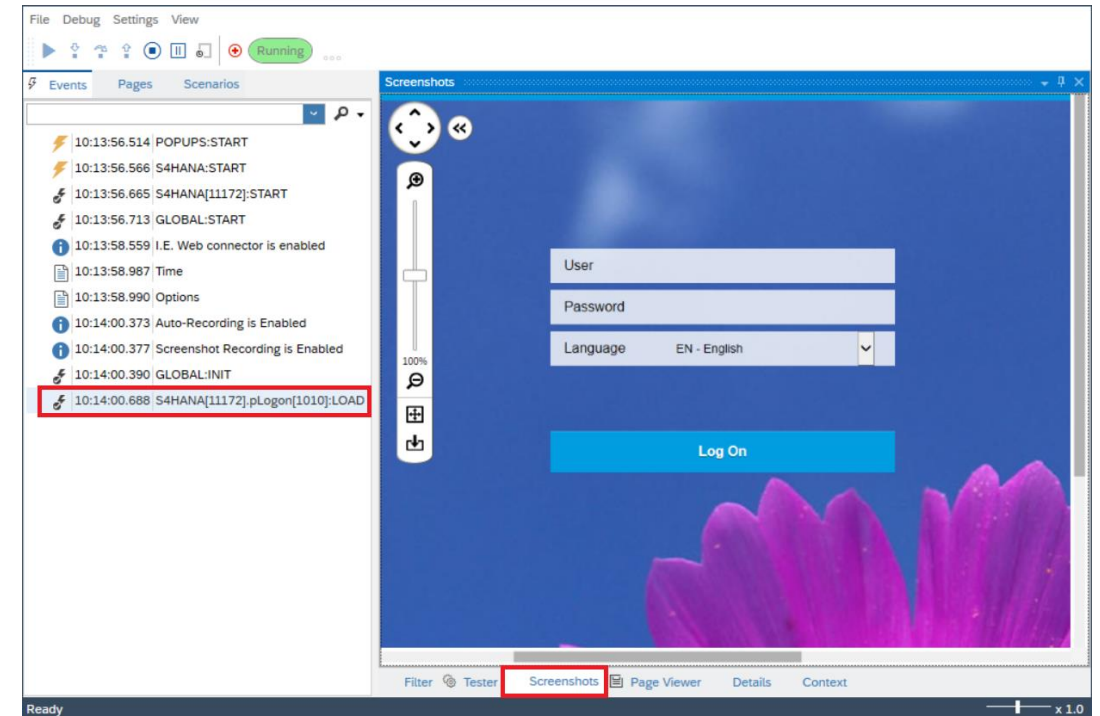 File Debug Settings View
Running
Events Pages Scenarios
10:13:56.514 POPUPS:START
10:13:56.566 S4HANA:START
10:13:56.665 S4HANA[11172]:START
10:13:56.713 GLOBAL:START
10:13:58.559 I.E. Web connector is enabled
10:13:58.987 Time
10:13:58.990 Options
10:14:00.373 Auto-Recording is Enabled
10:14:00.377 Screenshot Recording is Enabled
10:14:00.390 GLOBAL:INIT
10:14:00.688 S4HANA[11172].pLogon[1010]:LOAD
Screenshots
100%
User
Password
Language EN - English
Log On
Filter Tester Screenshots Page Viewer Details Context
Ready x 1.0